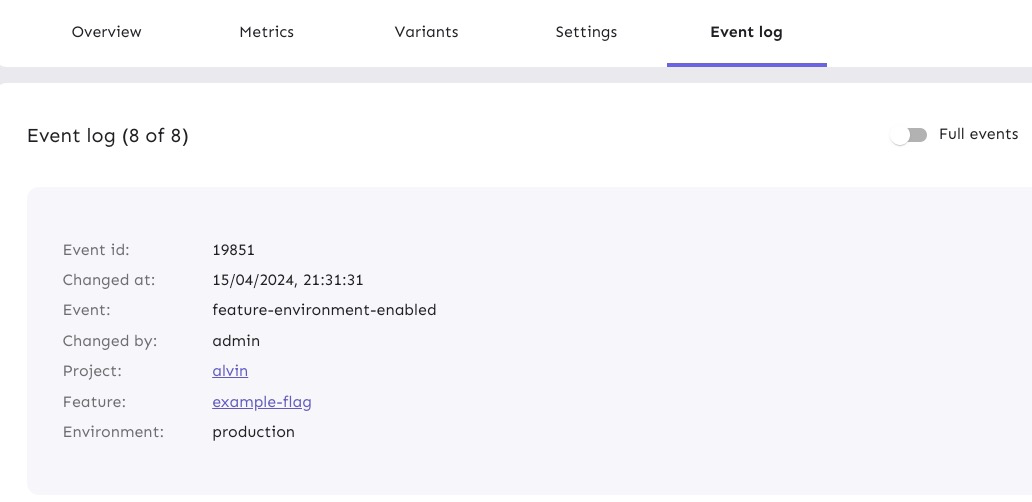 Overview Metrics Variants Settings Event log
Event log (8 of 8) Full events
Event id: 19851
Changed at: 15/04/2024, 21:31:31
Event: feature-environment-enabled
Changed by: admin
Project: alvin
Feature: example-flag
Environment: production